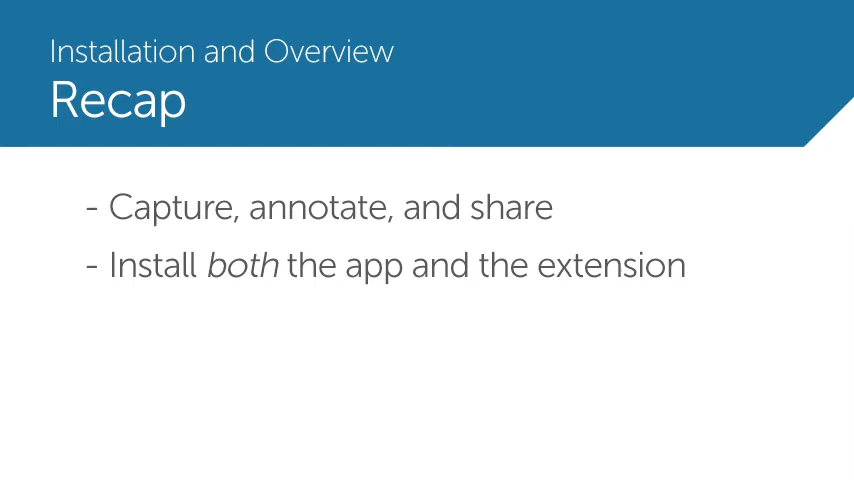 Installation and Overview
Recap
- Capture, annotate, and share
- Install both the app and the extension